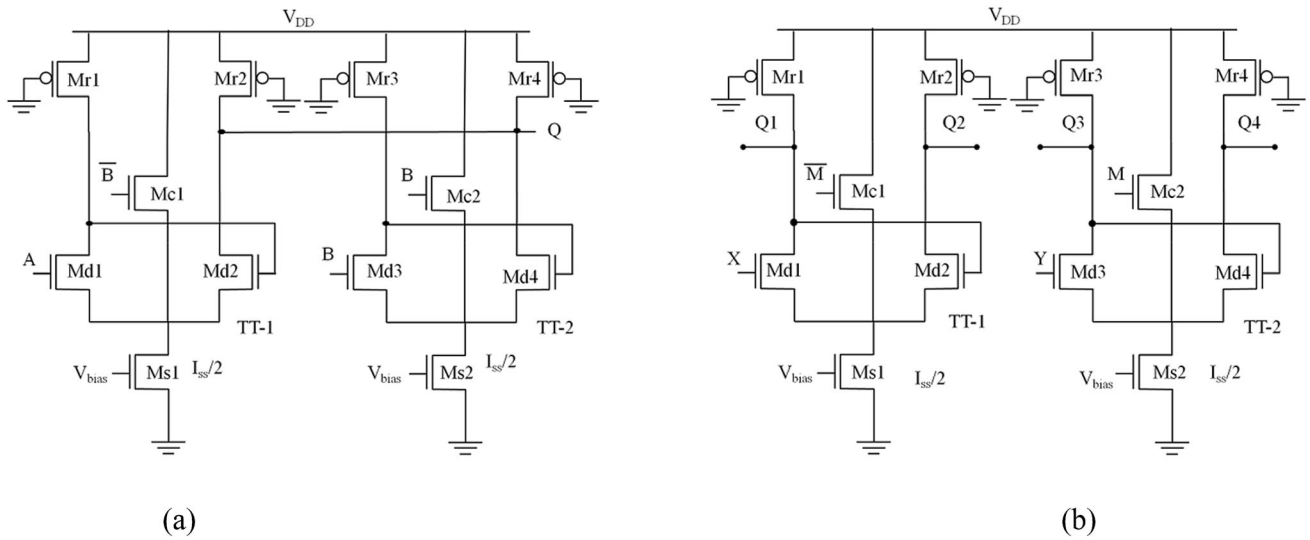 V_DD
Mr1
Mr2
Mr3
Mr4
Q
B̅
Mc1
B
Mc2
A
Md1
Md2
B
Md3
Md4
TT-1
TT-2
V_bias
Ms1
I_ss/2
V_bias
Ms2
I_ss/2
(a)
V_DD
Mr1
Mr2
Mr3
Mr4
Q1
Q2
Q3
Q4
M̅
Mc1
M
Mc2
X
Md1
Md2
Y
Md3
Md4
TT-1
TT-2
V_bias
Ms1
I_ss/2
V_bias
Ms2
I_ss/2
(b)